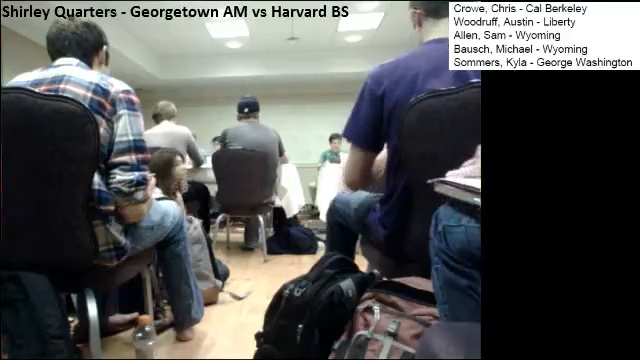 Shirley Quarters - Georgetown AM vs Harvard BS
Crowe, Chris - Cal Berkeley
Woodruff, Austin - Liberty
Allen, Sam - Wyoming
Bausch, Michael - Wyoming
Sommers, Kyla - George Washington